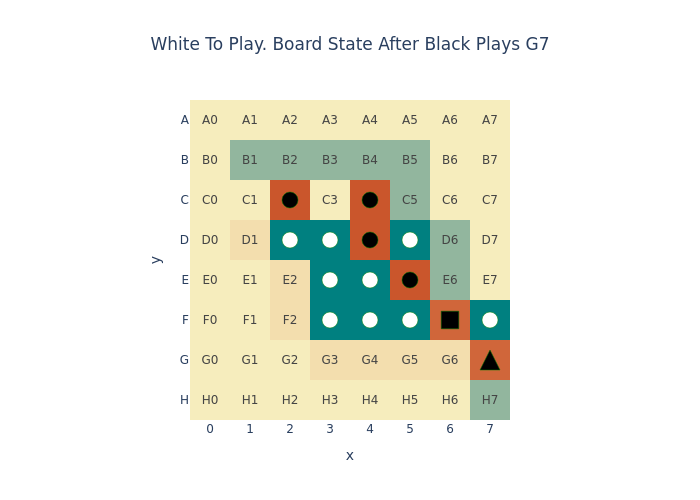 White To Play. Board State After Black Plays G7
A A0 A1 A2 A3 A4 A5 A6 A7
B B0 B1 B2 B3 B4 B5 B6 B7
C C0 C1 C3 C5 C6 C7
D D0 D1 D6 D7
E E0 E1 E2 E6 E7
F F0 F1 F2
G G0 G1 G2 G3 G4 G5 G6
H H0 H1 H2 H3 H4 H5 H6 H7
0 1 2 3 4 5 6 7
x
y